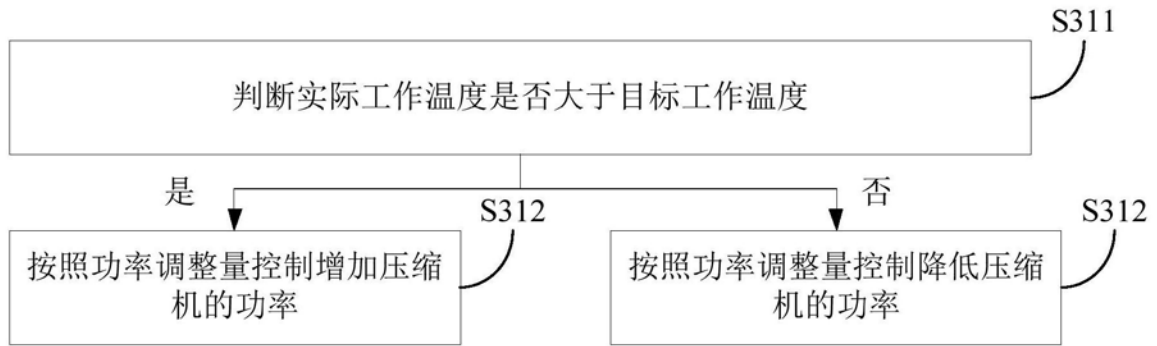 S311
判断实际工作温度是否大于目标工作温度
是
否
S312
S312
按照功率调整量控制增加压缩
机的功率
按照功率调整量控制降低压缩
机的功率